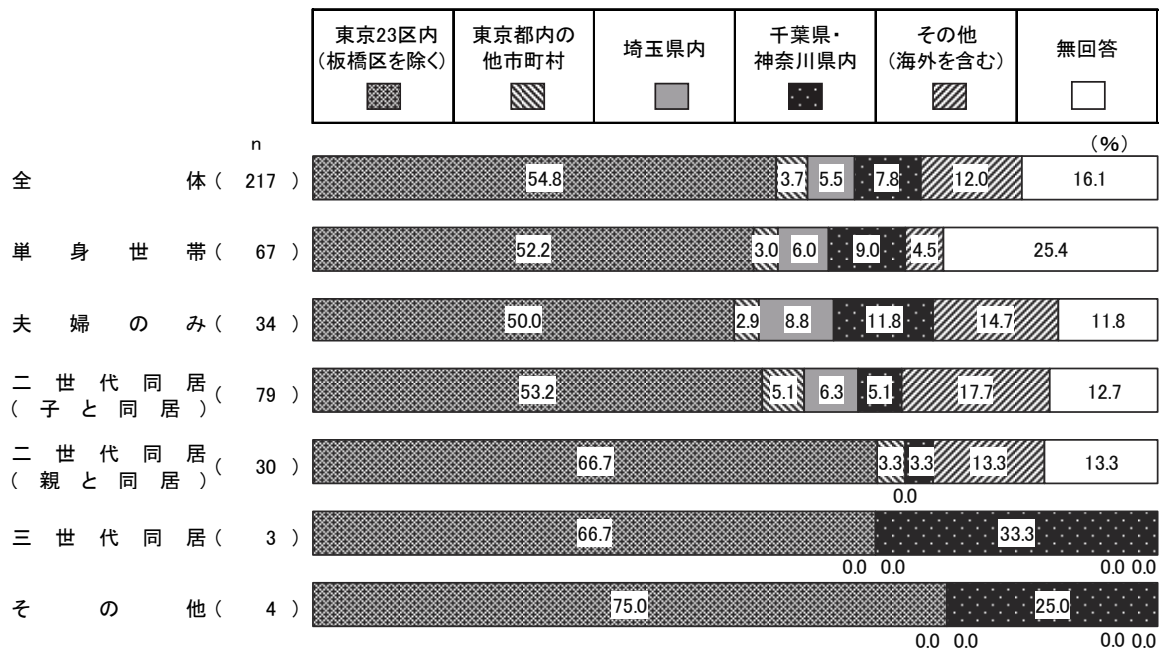 東京23区内 東京都内の 埼玉県内 千葉県・ その他 無回答
(板橋区を除く) 他市町村 神奈川県内 (海外を含む)
n (%)
全体( 217 ) 54.8 3.7 5.5 7.8 12.0 16.1
単身世帯( 67 ) 52.2 3.0 6.0 9.0 4.5 25.4
夫婦のみ( 34 ) 50.0 2.9 8.8 11.8 14.7 11.8
二世代同居
(子と同居) ( 79 ) 53.2 5.1 6.3 5.1 17.7 12.7
二世代同居
(親と同居) ( 30 ) 66.7 3.3 3.3 13.3 13.3
0.0
三世代同居( 3 ) 66.7 33.3
0.0 0.0 0.0 0.0
その他( 4 ) 75.0 25.0
0.0 0.0 0.0 0.0